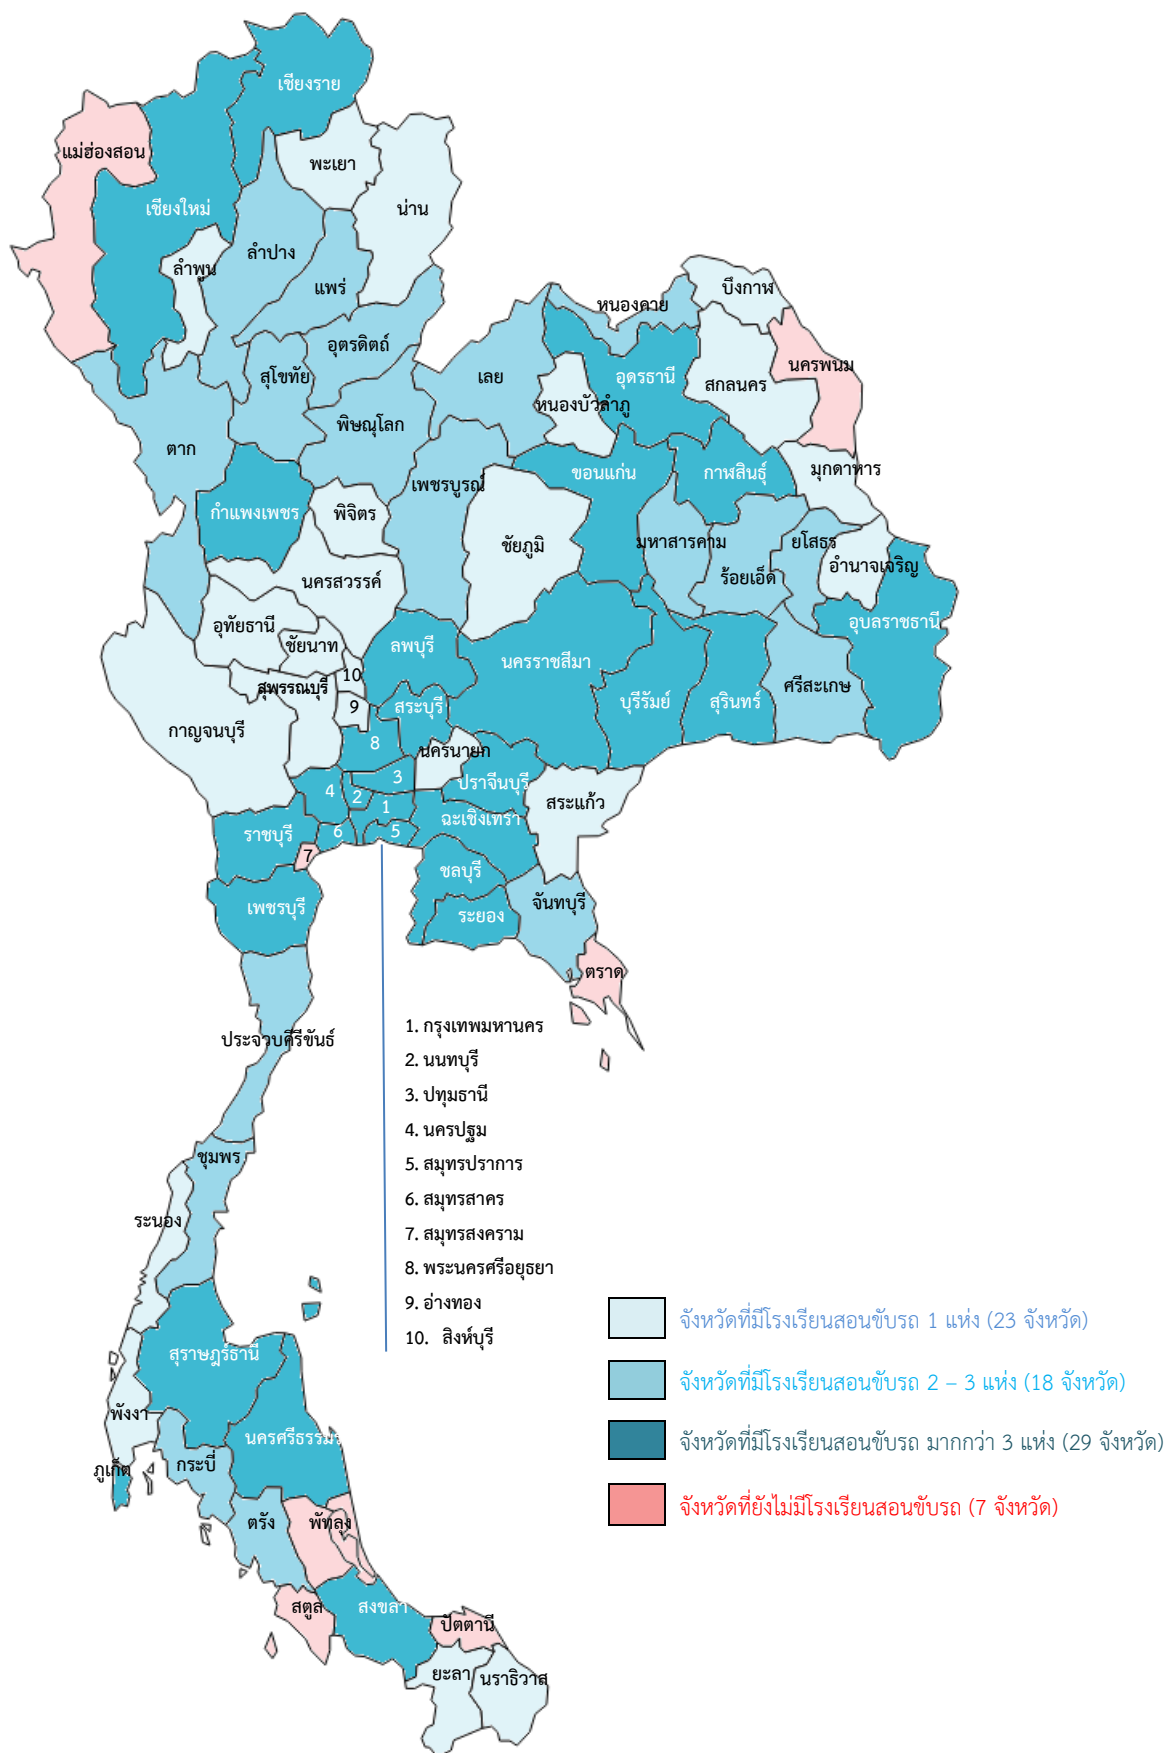 เชียงราย
แม่ฮ่องสอน
พะเยา
เชียงใหม่
น่าน
ลำปาง
ลำพูน
แพร่
บึงกาฬ
หนองคาย
อุตรดิตถ์
นครพนม
สุโขทัย
เลย
อุดรธานี
สกลนคร
หนองบัวลำภู
พิษณุโลก
ตาก
มุกดาหาร
ขอนแก่น
กาฬสินธุ์
เพชรบูรณ์
กำแพงเพชร
พิจิตร
ชัยภูมิ
มหาสารคาม
ยโสธร
อำนาจเจริญ
ร้อยเอ็ด
นครสวรรค์
อุทัยธานี
อุบลราชธานี
ชัยนาท
ลพบุรี
นครราชสีมา
10
สุพรรณบุรี
ศรีสะเกษ
บุรีรัมย์
สุรินทร์
9
สระบุรี
กาญจนบุรี
8
นครนายก
3
ปราจีนบุรี
4
2
1
สระแก้ว
ฉะเชิงเทรา
ราชบุรี
6
5
7
ชลบุรี
จันทบุรี
เพชรบุรี
ระยอง
ตราด
1. กรุงเทพมหานคร
ประจวบคีรีขันธ์
2. นนทบุรี
3. ปทุมธานี
4. นครปฐม
ชุมพร
5. สมุทรปราการ
6. สมุทรสาคร
ระนอง
7. สมุทรสงคราม
8. พระนครศรีอยุธยา
9. อ่างทอง
10. สิงห์บุรี
จังหวัดที่มีโรงเรียนสอนขับรถ 1 แห่ง (23 จังหวัด)
สุราษฎร์ธานี
จังหวัดที่มีโรงเรียนสอนขับรถ 2 – 3 แห่ง (18 จังหวัด)
พังงา
นครศรีธรรมร
จังหวัดที่มีโรงเรียนสอนขับรถ มากกว่า 3 แห่ง (29 จังหวัด)
ภูเก็ต
กระบี่
จังหวัดที่ยังไม่มีโรงเรียนสอนขับรถ (7 จังหวัด)
ตรัง
พัทลุง
สตูล
สงขลา
ปัตตานี
ยะลา
นราธิวาส